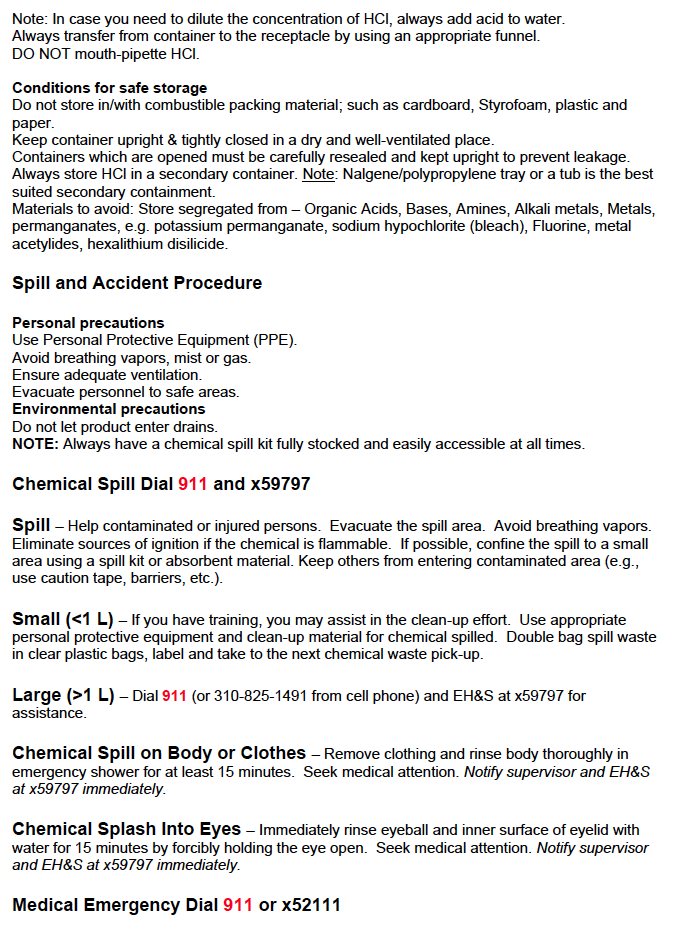 Note: In case you need to dilute the concentration of HCl, always add acid to water.
Always transfer from container to the receptacle by using an appropriate funnel.
DO NOT mouth-pipette HCl.
Conditions for safe storage
Do not store in/with combustible packing material; such as cardboard, Styrofoam, plastic and
paper.
Keep container upright & tightly closed in a dry and well-ventilated place.
Containers which are opened must be carefully resealed and kept upright to prevent leakage.
Always store HCl in a secondary container. Note: Nalgene/polypropylene tray or a tub is the best
suited secondary containment.
Materials to avoid: Store segregated from – Organic Acids, Bases, Amines, Alkali metals, Metals,
permanganates, e.g. potassium permanganate, sodium hypochlorite (bleach), Fluorine, metal
acetylides, hexalithium disilicide.
Spill and Accident Procedure
Personal precautions
Use Personal Protective Equipment (PPE).
Avoid breathing vapors, mist or gas.
Ensure adequate ventilation.
Evacuate personnel to safe areas.
Environmental precautions
Do not let product enter drains.
NOTE: Always have a chemical spill kit fully stocked and easily accessible at all times.
Chemical Spill Dial 911 and x59797
Spill – Help contaminated or injured persons.  Evacuate the spill area.  Avoid breathing vapors.
Eliminate sources of ignition if the chemical is flammable.  If possible, confine the spill to a small
area using a spill kit or absorbent material. Keep others from entering contaminated area (e.g.,
use caution tape, barriers, etc.).
Small (<1 L) – If you have training, you may assist in the clean-up effort.  Use appropriate
personal protective equipment and clean-up material for chemical spilled.  Double bag spill waste
in clear plastic bags, label and take to the next chemical waste pick-up.
Large (>1 L) – Dial 911 (or 310-825-1491 from cell phone) and EH&S at x59797 for
assistance.
Chemical Spill on Body or Clothes – Remove clothing and rinse body thoroughly in
emergency shower for at least 15 minutes.  Seek medical attention. Notify supervisor and EH&S
at x59797 immediately.
Chemical Splash Into Eyes – Immediately rinse eyeball and inner surface of eyelid with
water for 15 minutes by forcibly holding the eye open.  Seek medical attention. Notify supervisor
and EH&S at x59797 immediately.
Medical Emergency Dial 911 or x52111